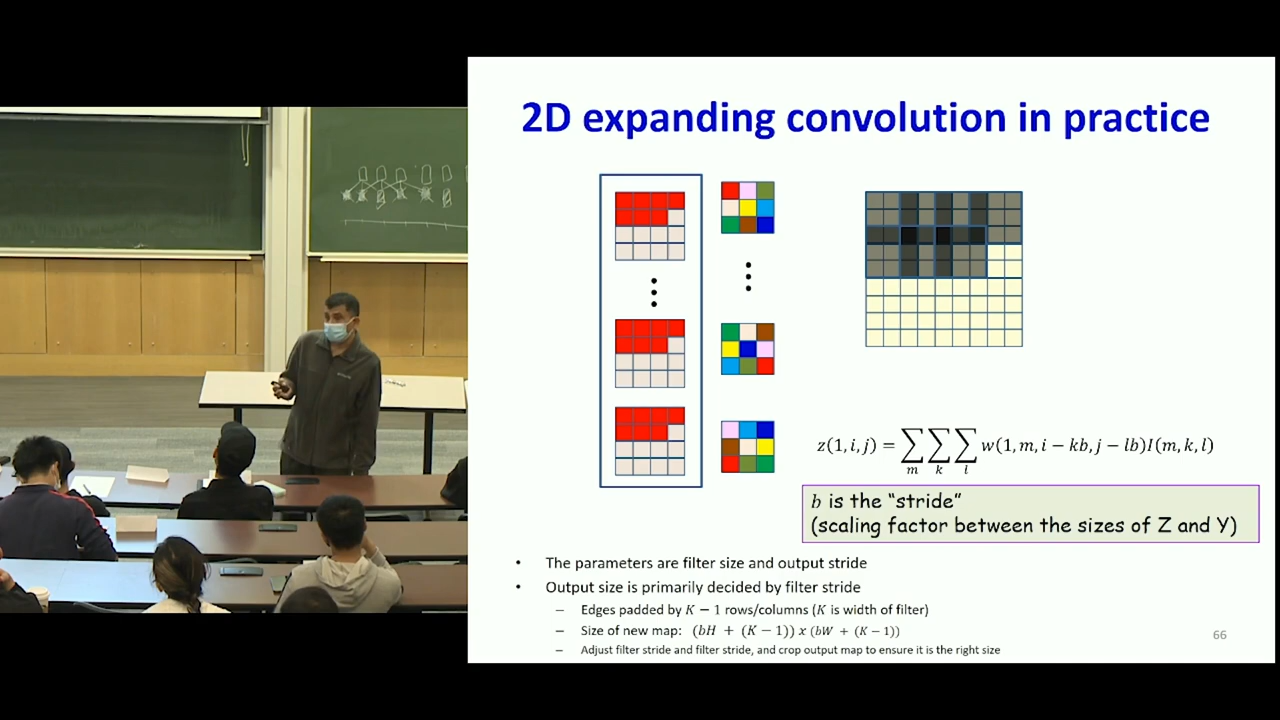 2D expanding convolution in practice
z(1, i, j) = ∑∑∑ w(1, m, i − kb, j − lb)I(m, k, l)
m k l
b is the “stride”
(scaling factor between the sizes of Z and Y)
• The parameters are filter size and output stride
• Output size is primarily decided by filter stride
– Edges padded by K − 1 rows/columns (K is width of filter)
– Size of new map: (bH + (K − 1)) x (bW + (K − 1))
– Adjust filter stride and filter stride, and crop output map to ensure it is the right size
66